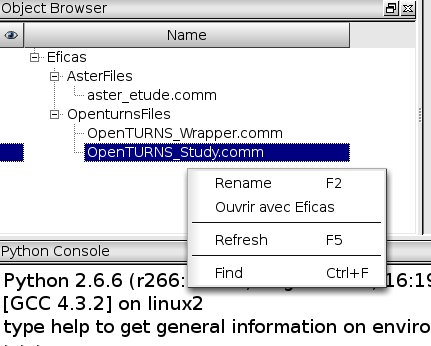 Object Browser
Name
Eficas
AsterFiles
aster_etude.comm
OpenturnsFiles
OpenTURNS_Wrapper.comm
OpenTURNS_Study.comm
Rename F2
Ouvrir avec Eficas
Refresh F5
Find Ctrl+F
Python Console
Python 2.6.6 (r266: 16:19
[GCC 4.3.2] on linux2
type help to get general information on enviro